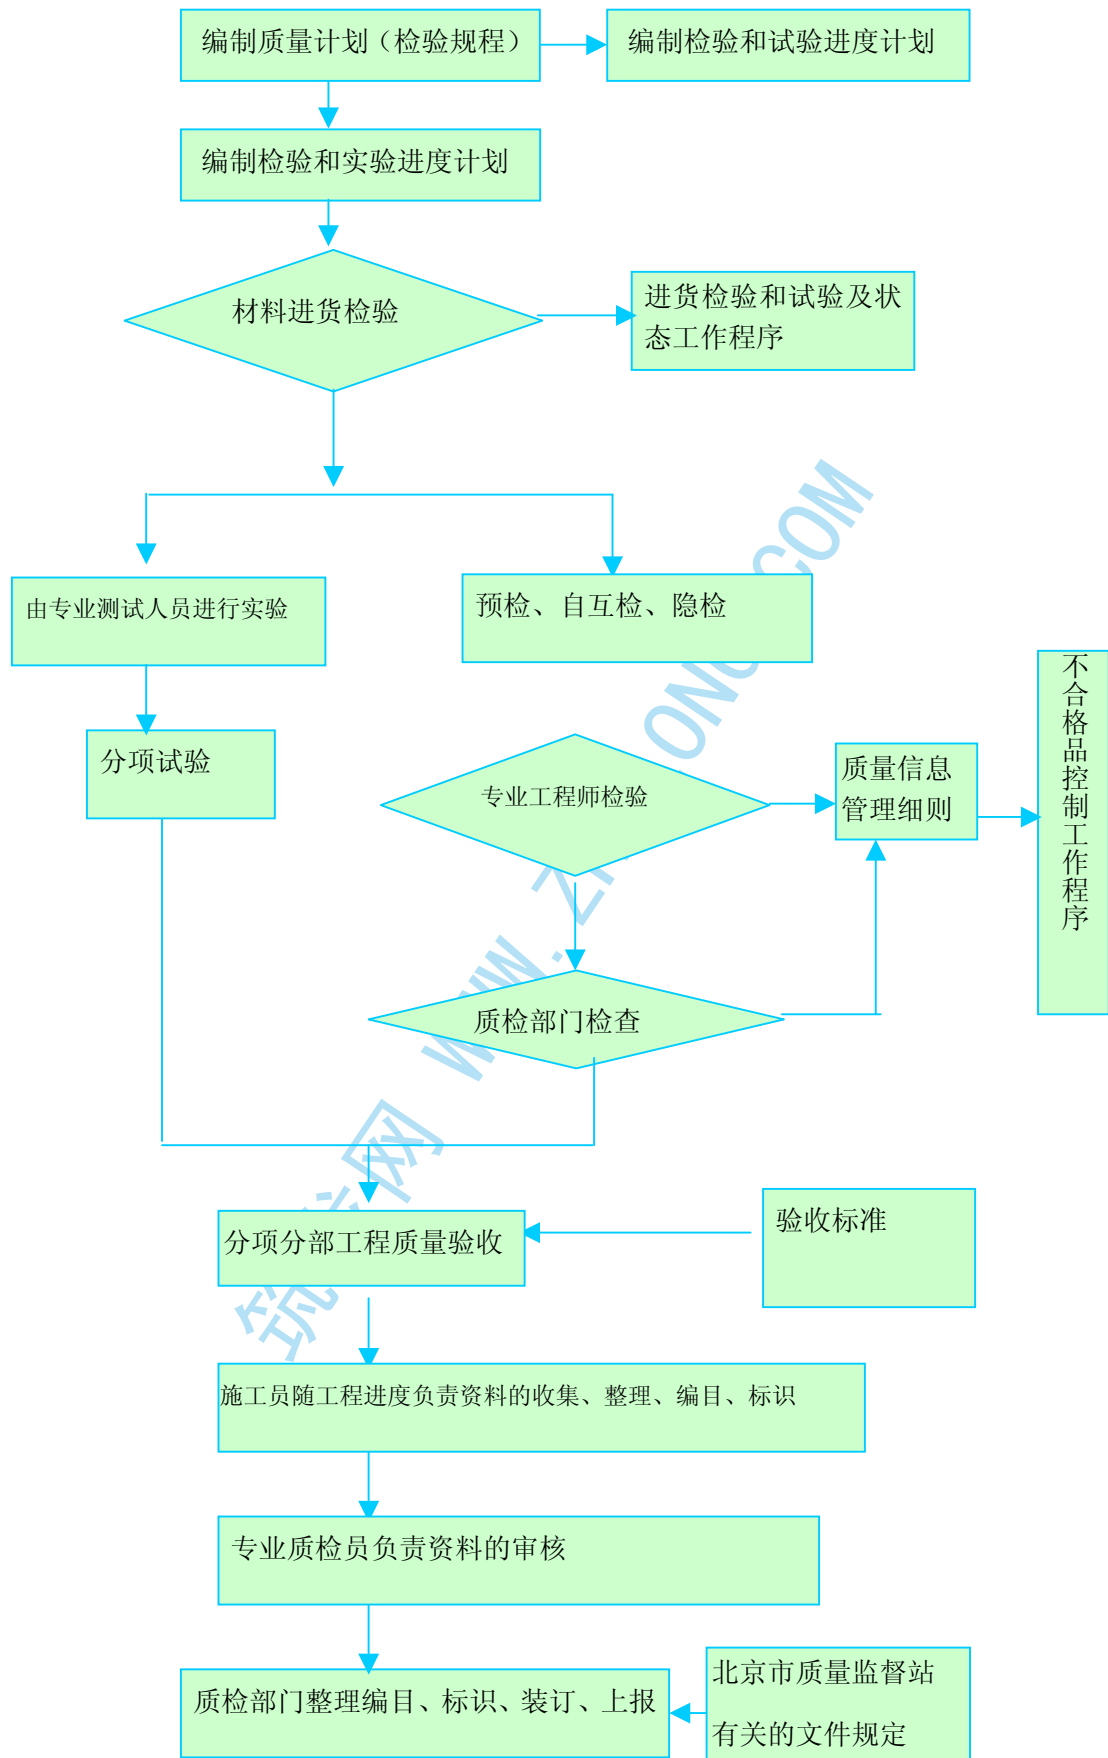 编制质量计划（检验规程）
编制检验和试验进度计划
编制检验和实验进度计划
材料进货检验
进货检验和试验及状
态工作程序
由专业测试人员进行实验
预检、自互检、隐检
分项试验
专业工程师检验
质量信息
管理细则
不合格品控制工作程序
质检部门检查
分项分部工程质量验收
验收标准
施工员随工程进度负责资料的收集、整理、编目、标识
专业质检员负责资料的审核
质检部门整理编目、标识、装订、上报
北京市质量监督站
有关的文件规定